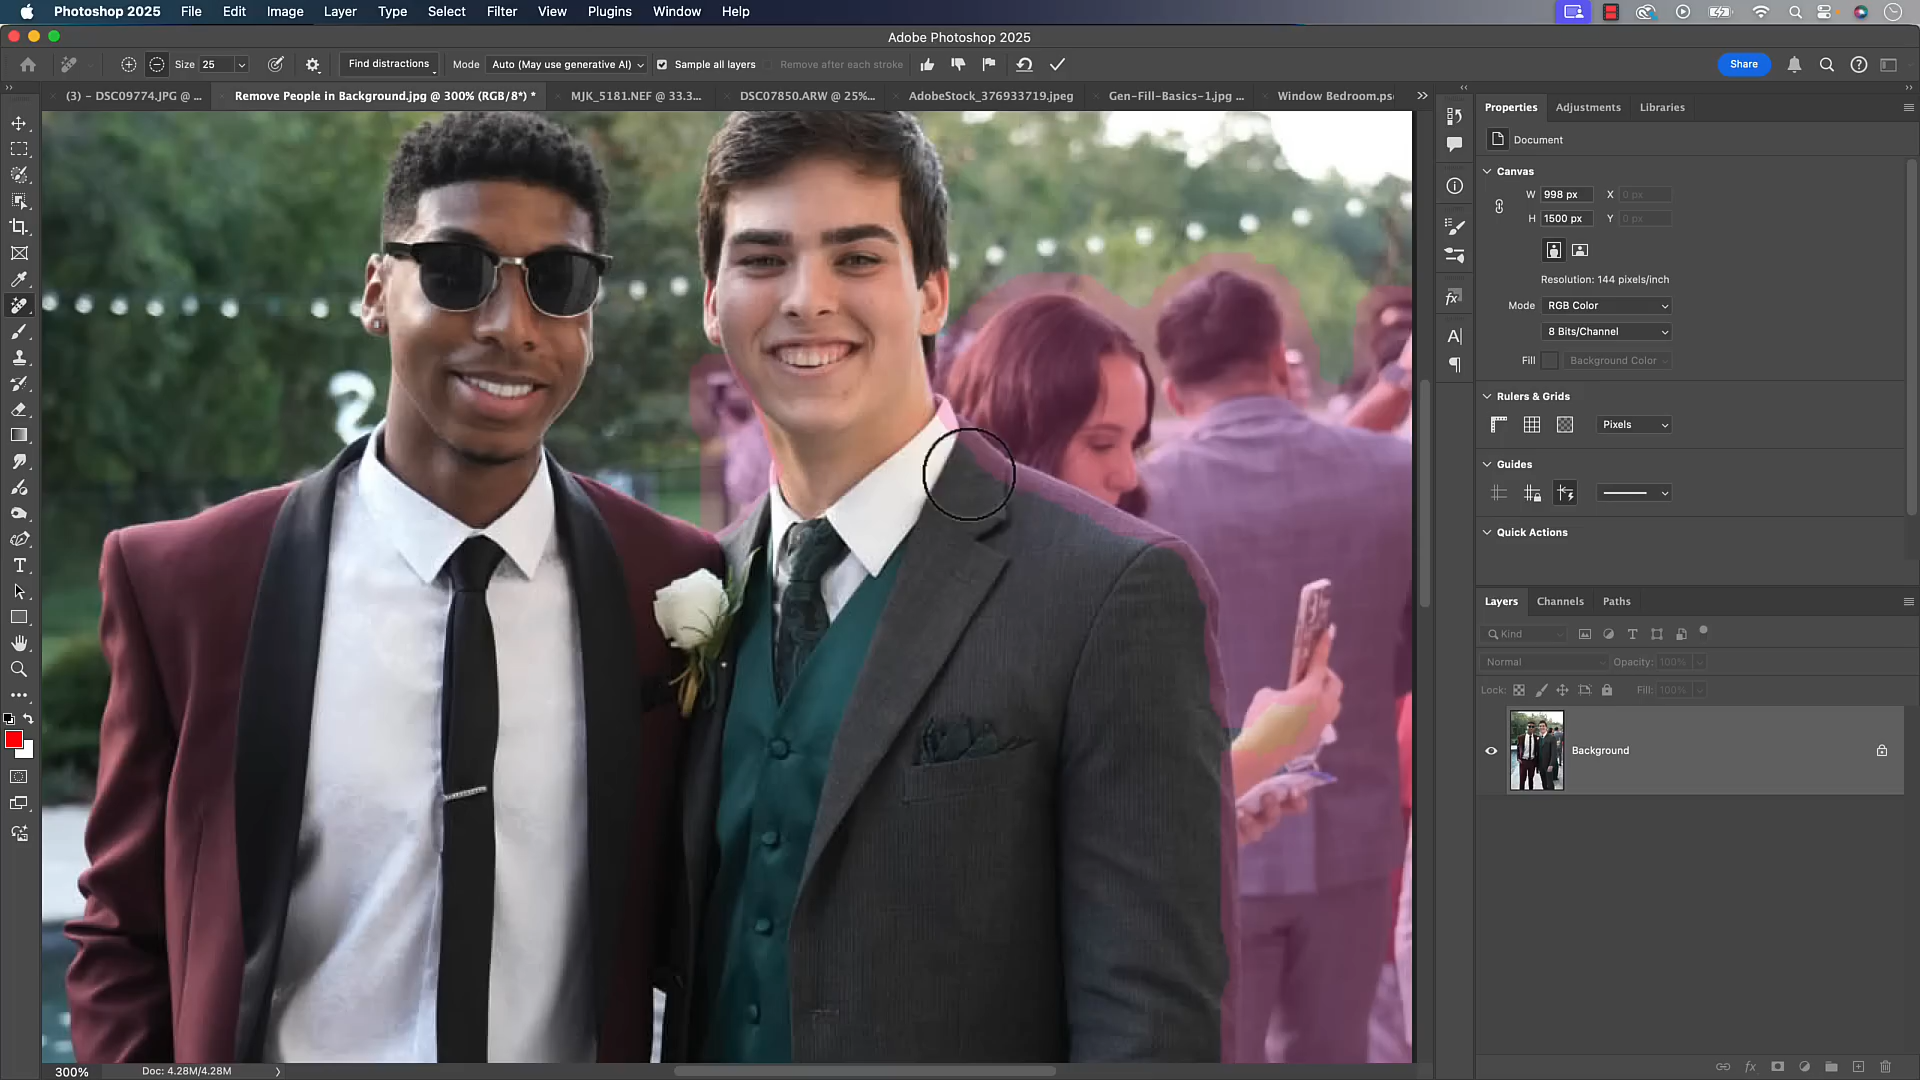 Photoshop 2025 File Edit Image Layer Type Select Filter View Plugins Window Help
Adobe Photoshop 2025
Size 25 Find distractions Mode Auto (May use generative AI) Sample all layers Remove after each stroke Share
(3) - DSC09774.JPG @ ... Remove People in Background.jpg @ 300% (RGB/8*) * MJK_5181.NEF @ 33.3... DSC07850.ARW @ 25%... AdobeStock_376933719.jpeg Gen-Fill-Basics-1.jpg ... Window Bedroom.ps
Properties Adjustments Libraries
Document
Canvas
W 998 px X 0 px
H 1500 px Y 0 px
Resolution: 144 pixels/inch
Mode RGB Color
8 Bits/Channel
Fill Background Color
Rulers & Grids
Pixels
Guides
Quick Actions
Layers Channels Paths
Kind
Normal Opacity: 100%
Lock: Fill: 100%
Background
300% Doc: 4.28M/4.28M